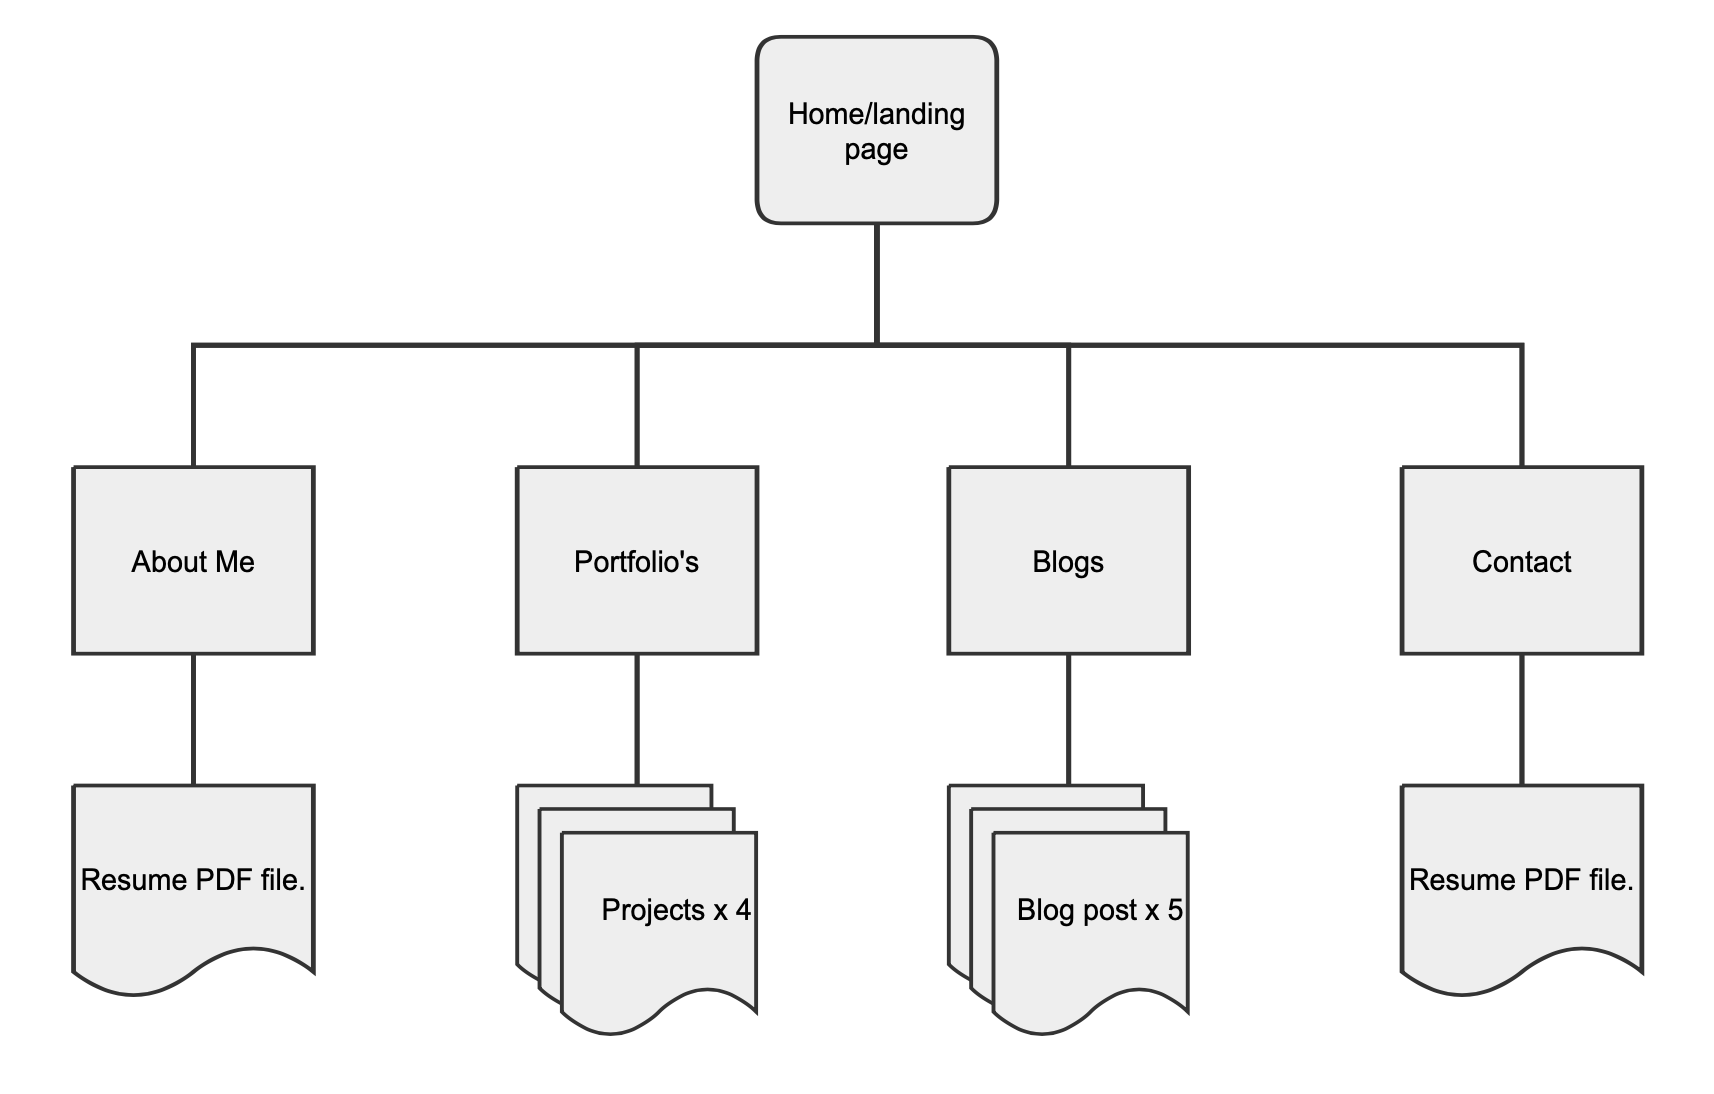 Home/landing
page
About Me
Portfolio's
Blogs
Contact
Resume PDF file.
Projects x 4
Blog post x 5
Resume PDF file.